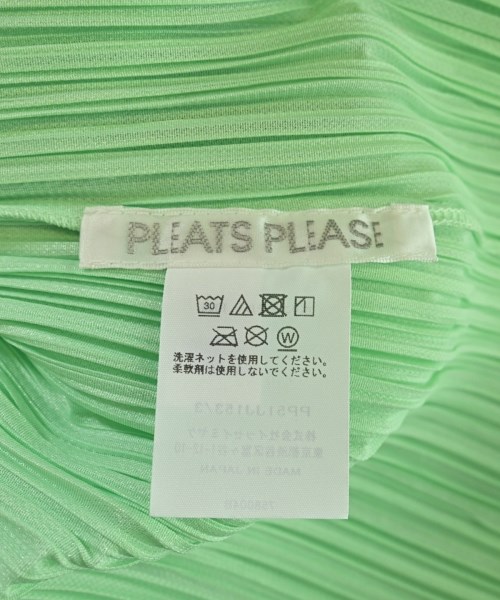 PLEATS PLEASE
30
W
洗濯ネットを使用してください。
柔軟剤は使用しないでください。
MADE IN JAPAN